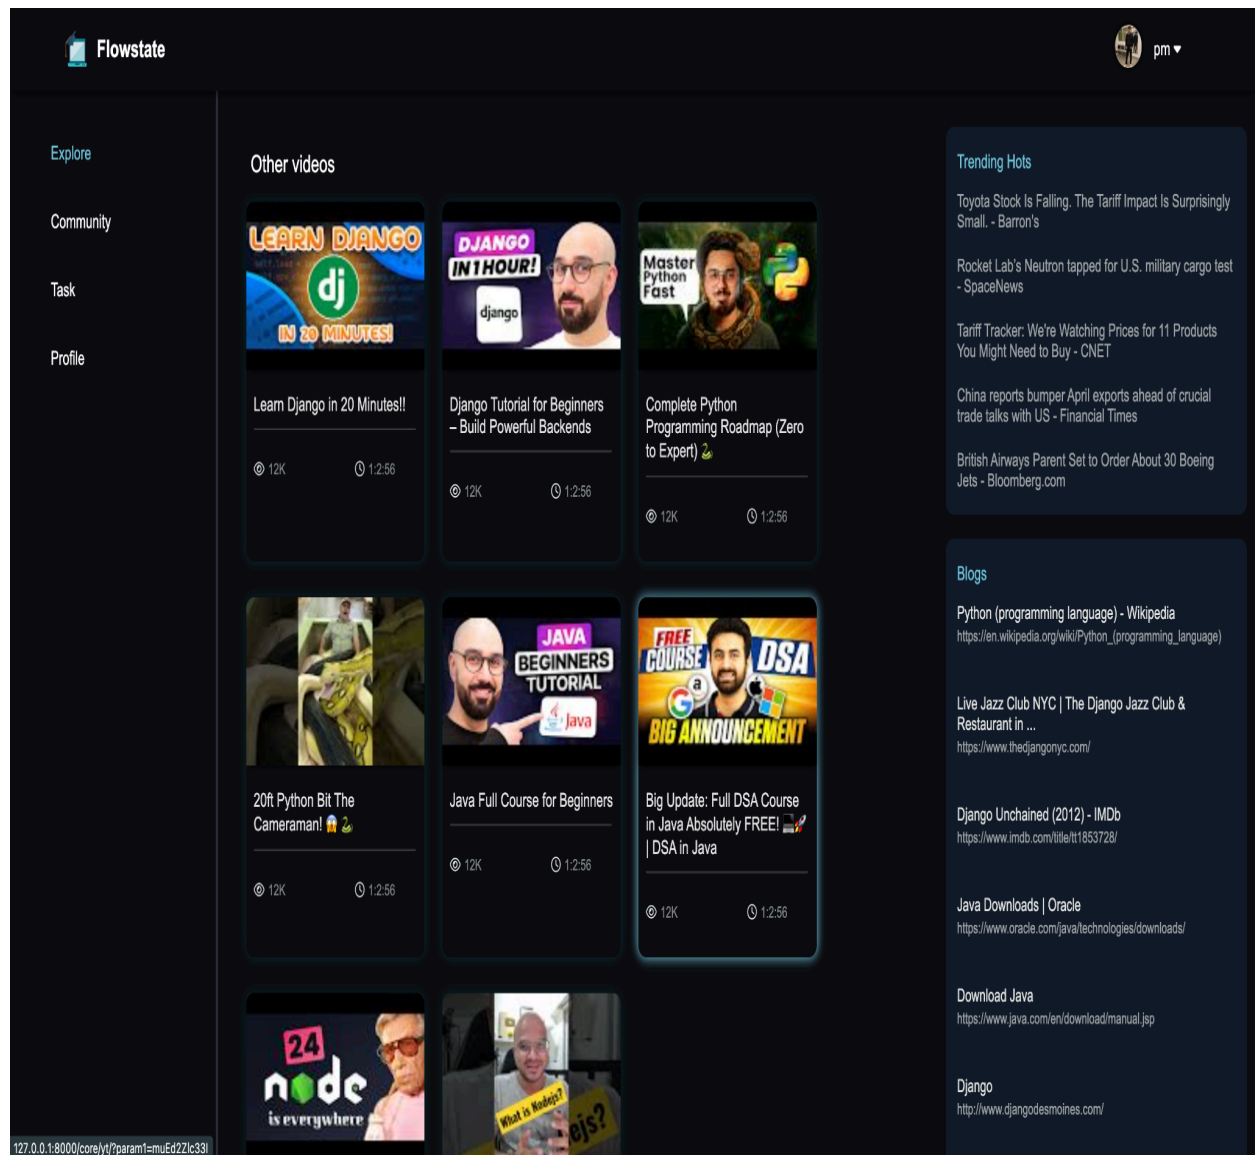 Flowstate
pm ♥
Explore
Community
Task
Profile
Other videos
LEARN DJANGO
dj
IN 20 MINUTES!
Learn Django in 20 Minutes!!
12K
1:2:56
DJANGO
IN 1 HOUR!
django
Django Tutorial for Beginners
– Build Powerful Backends
12K
1:2:56
Master
Python
Fast
Complete Python
Programming Roadmap (Zero
to Expert) 🐍
12K
1:2:56
20ft Python Bit The
Cameraman! 😱 🐍
12K
1:2:56
JAVA
BEGINNERS
TUTORIAL
Java
Java Full Course for Beginners
12K
1:2:56
FREE
COURSE
DSA
a
G
BIG ANNOUNCEMENT
Big Update: Full DSA Course
in Java Absolutely FREE! 💻🚀
| DSA in Java
12K
1:2:56
24
node
is everywhere
What is Nodejs?
ejs?
Trending Hots
Toyota Stock Is Falling. The Tariff Impact Is Surprisingly
Small. - Barron's
Rocket Lab's Neutron tapped for U.S. military cargo test
- SpaceNews
Tariff Tracker: We're Watching Prices for 11 Products
You Might Need to Buy - CNET
China reports bumper April exports ahead of crucial
trade talks with US - Financial Times
British Airways Parent Set to Order About 30 Boeing
Jets - Bloomberg.com
Blogs
Python (programming language) - Wikipedia
https://en.wikipedia.org/wiki/Python_(programming_language)
Live Jazz Club NYC | The Django Jazz Club &
Restaurant in ...
https://www.thedjangonyc.com/
Django Unchained (2012) - IMDb
https://www.imdb.com/title/tt1853728/
Java Downloads | Oracle
https://www.oracle.com/java/technologies/downloads/
Download Java
https://www.java.com/en/download/manual.jsp
Django
http://www.djangodesmoines.com/
127.0.0.1:8000/core/yt/?param1=muEd2Zlc33I